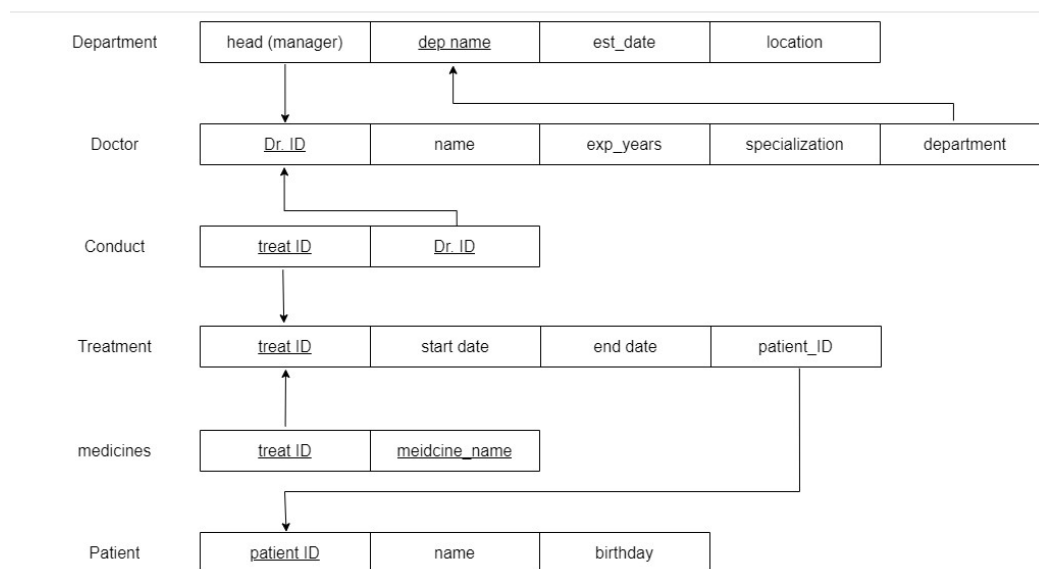 Department head (manager) dep name est_date location
Doctor Dr. ID name exp_years specialization department
Conduct treat ID Dr. ID
Treatment treat ID start date end date patient_ID
medicines treat ID meidcine_name
Patient patient ID name birthday